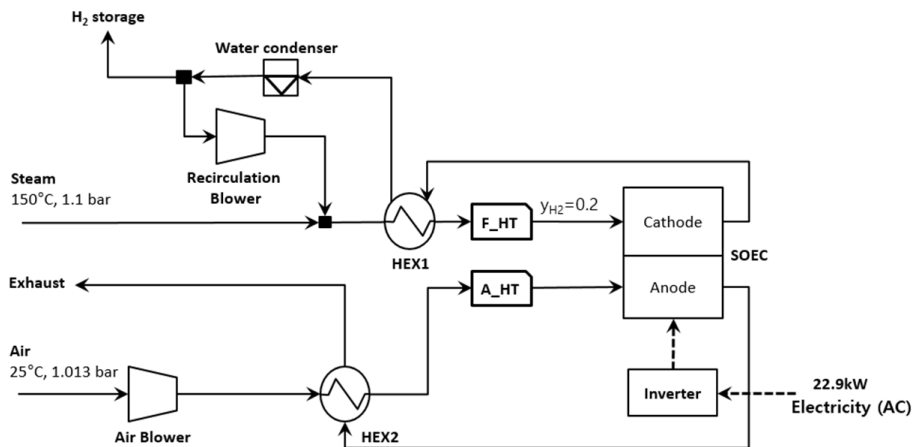 H₂ storage
Water condenser
Recirculation
Blower
Steam
150°C, 1.1 bar
HEX1
F_HT
yH2=0.2
Cathode
SOEC
Anode
A_HT
Exhaust
Air
25°C, 1.013 bar
Air Blower
HEX2
Inverter
22.9kW
Electricity (AC)